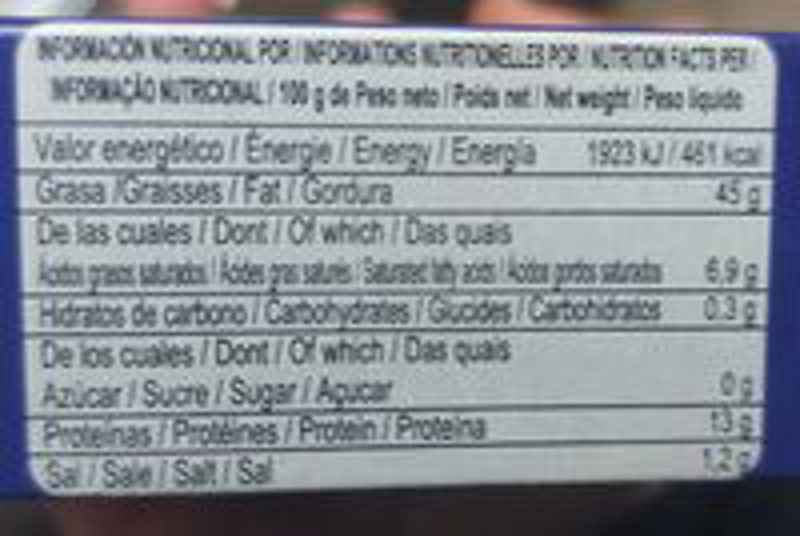 INFORMACIÓN NUTRICIONAL POR / INFORMATIONS NUTRITIONELLES POR / NUTRITION FACTS PER /
INFORMAÇÃO NUTRICIONAL / 100 g de Peso neto / Poids net / Net weight / Peso líquido
Valor energético / Énergie / Energy / Energía 1923 kJ / 461 kcal
Grasa /Graisses / Fat / Gordura 45 g
De las cuales / Dont / Of which / Das quais
Ácidos grasos saturados / Acides gras saturés / Saturated fatty acids / Ácidos gordos saturados 6,9 g
Hidratos de carbono / Carbohydrates / Glucides / Carbohidratos 0.3 g
De los cuales / Dont / Of which / Das quais
Azúcar / Sucre / Sugar / Açucar 0 g
Proteínas / Protéines / Protein / Proteína 13 g
Sal / Sale / Salt / Sal 1,2 g